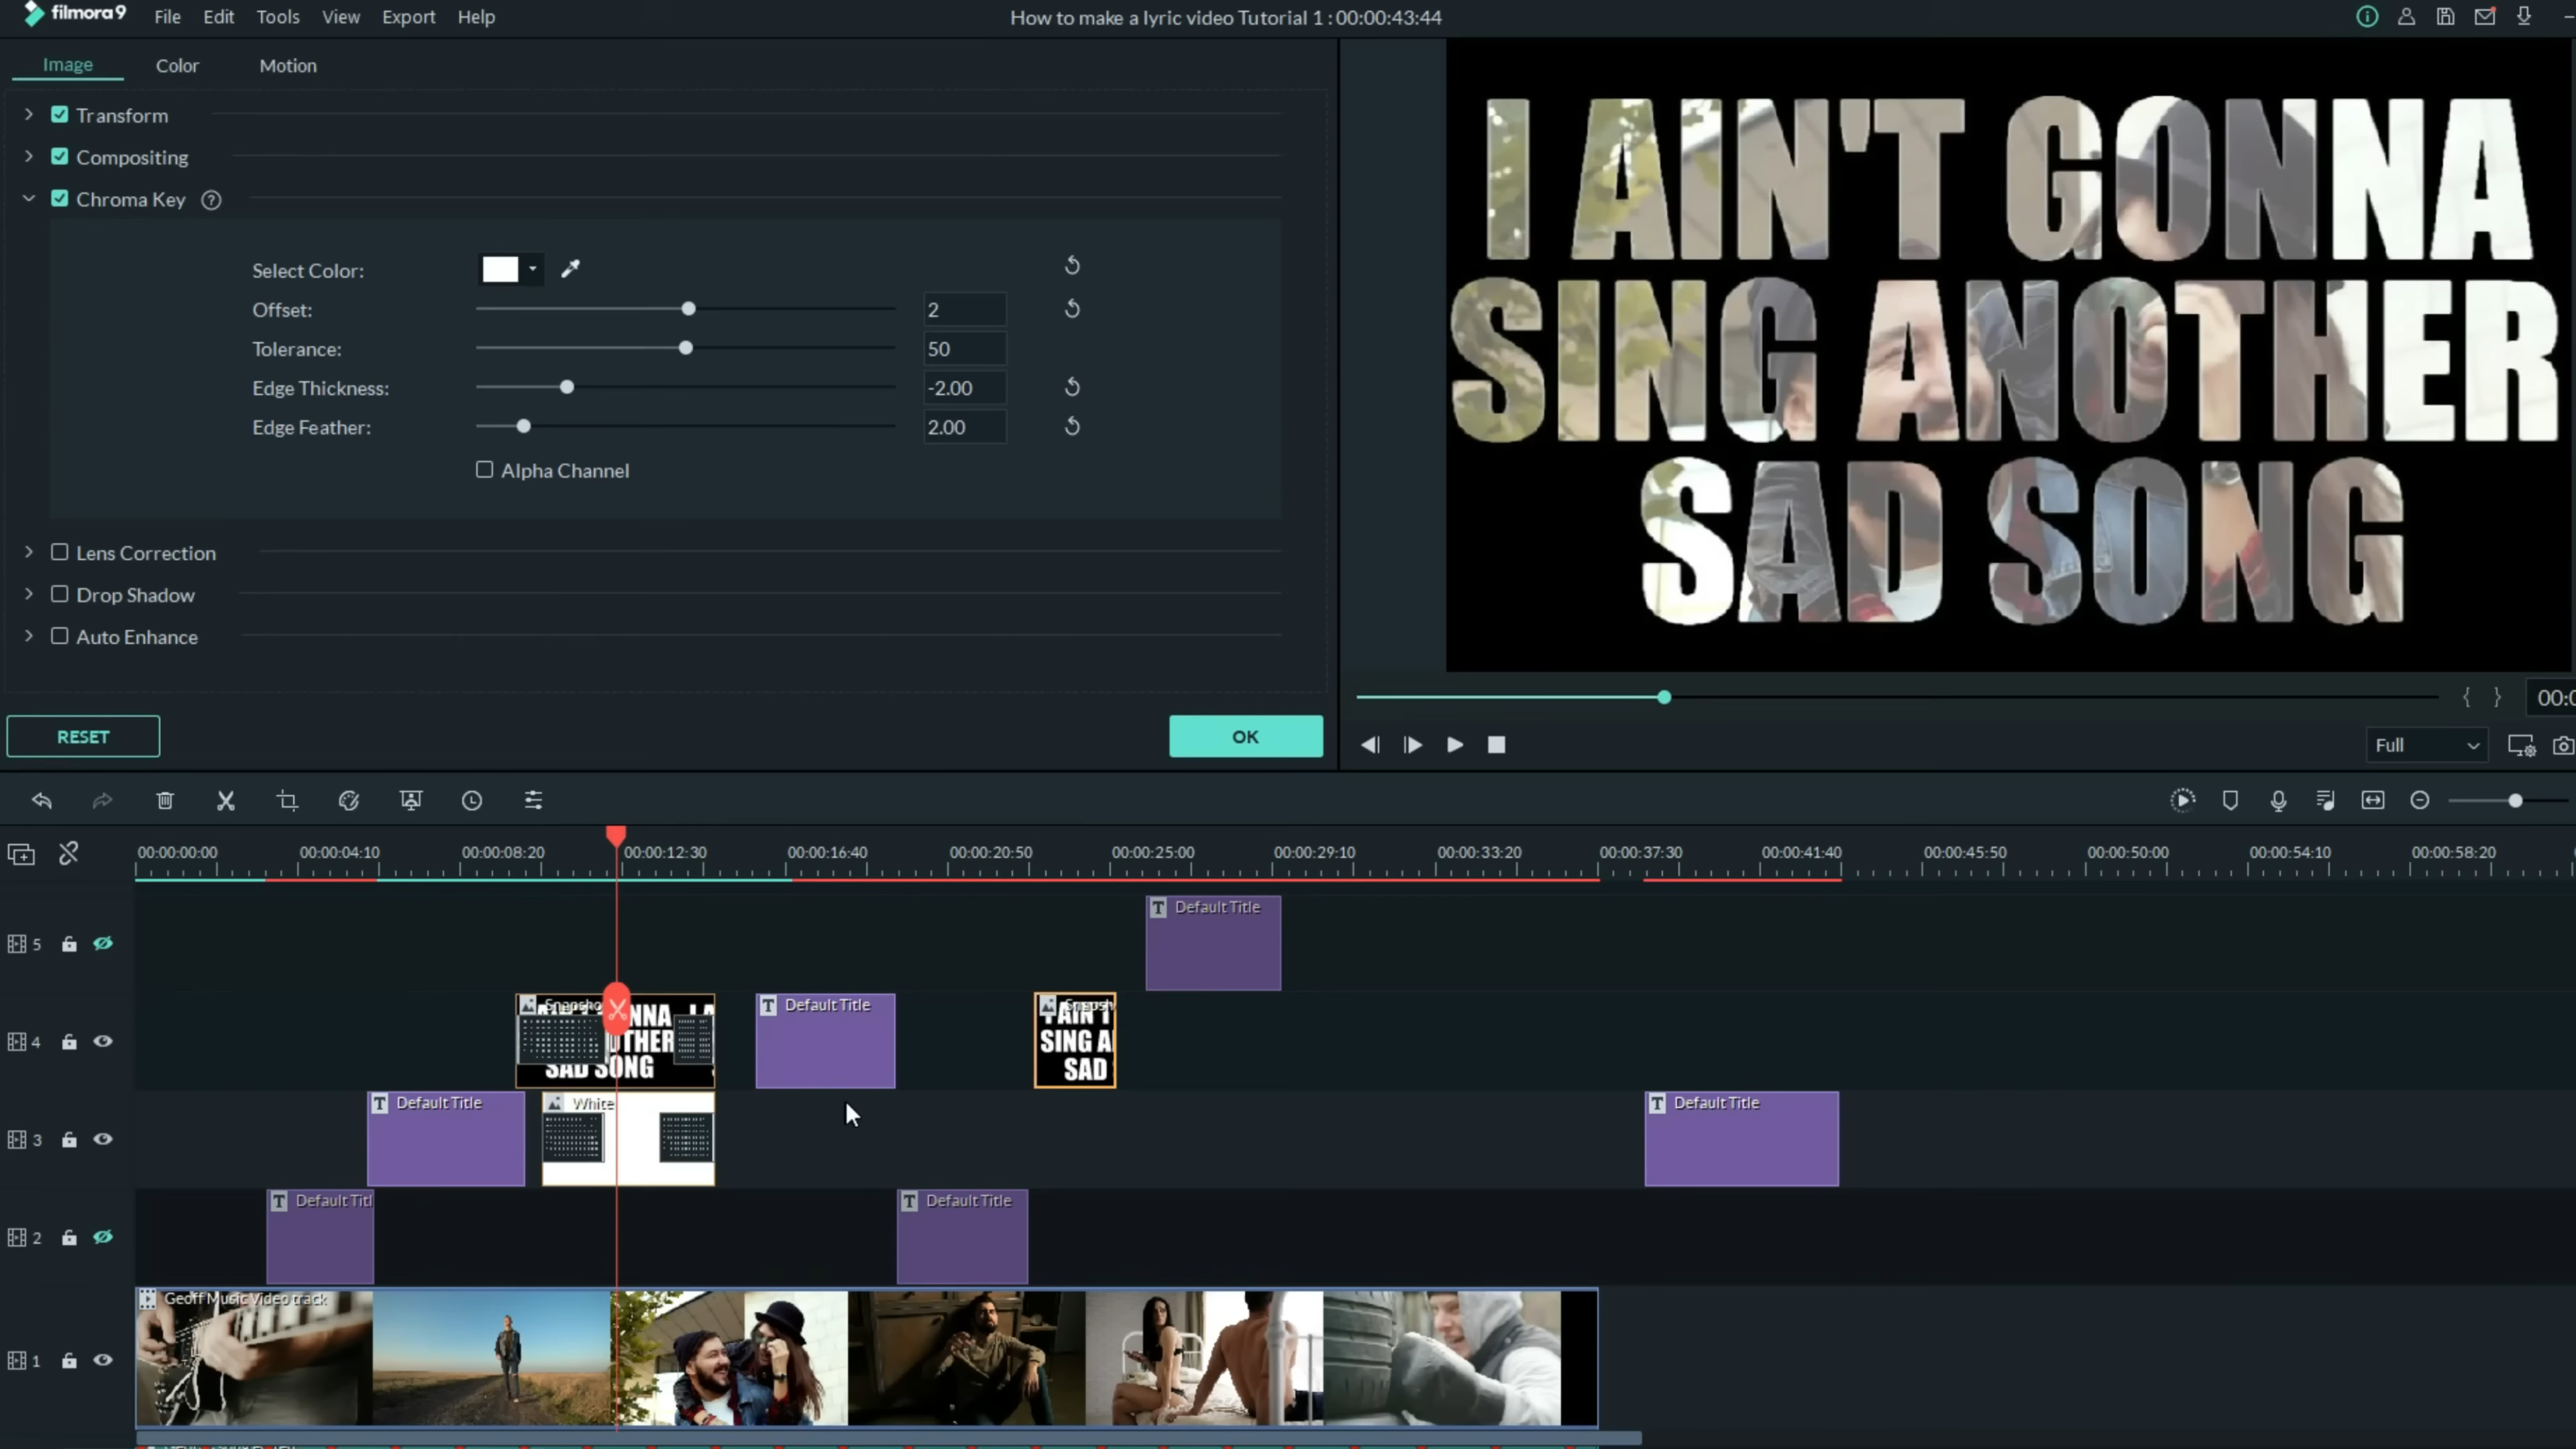 filmora9 File Edit Tools View Export Help How to make a lyric video Tutorial 1 : 00:00:43:44
Image Color Motion
Transform
Compositing
Chroma Key ?
Select Color:
Offset: 2
Tolerance: 50
Edge Thickness: -2.00
Edge Feather: 2.00
Alpha Channel
Lens Correction
Drop Shadow
Auto Enhance
RESET OK
I AIN'T GONNA
SING ANOTHER
SAD SONG
{ }
Full
00:00:00:00 00:00:04:10 00:00:08:20 00:00:12:30 00:00:16:40 00:00:20:50 00:00:25:00 00:00:29:10 00:00:33:20 00:00:37:30 00:00:41:40 00:00:45:50 00:00:50:00 00:00:54:10 00:00:58:20
5
T Default Title
4
Snapsho
SAD SONG
T Default Title
Snapsh
AIN'T
SING A
SAD
3
T Default Title
White
T Default Title
2
T Default Titl
T Default Title
1
Geoff Music Video track